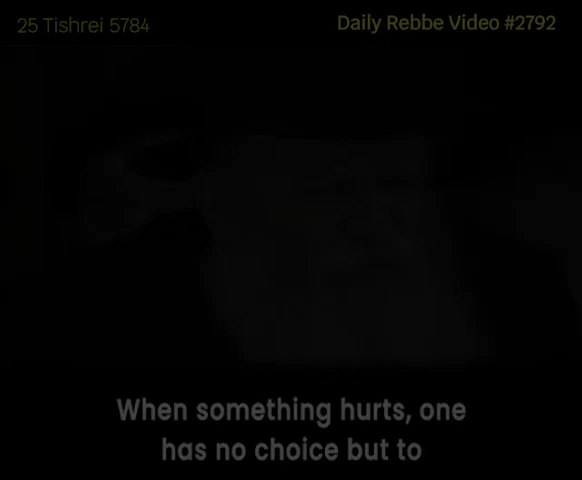 25 Tishrei 5784
Daily Rebbe Video #2792
When something hurts, one
has no choice but to